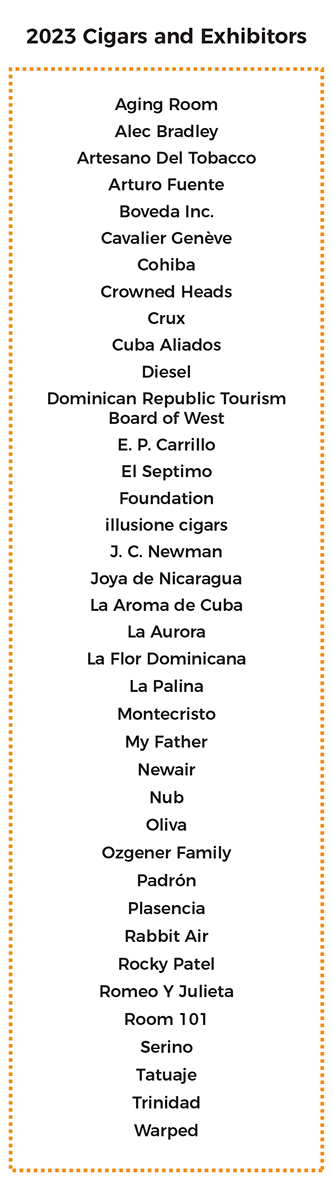 2023 Cigars and Exhibitors
Aging Room
Alec Bradley
Artesano Del Tobacco
Arturo Fuente
Boveda Inc.
Cavalier Genève
Cohiba
Crowned Heads
Crux
Cuba Aliados
Diesel
Dominican Republic Tourism
Board of West
E. P. Carrillo
El Septimo
Foundation
illusione cigars
J. C. Newman
Joya de Nicaragua
La Aroma de Cuba
La Aurora
La Flor Dominicana
La Palina
Montecristo
My Father
Newair
Nub
Oliva
Ozgener Family
Padrón
Plasencia
Rabbit Air
Rocky Patel
Romeo Y Julieta
Room 101
Serino
Tatuaje
Trinidad
Warped